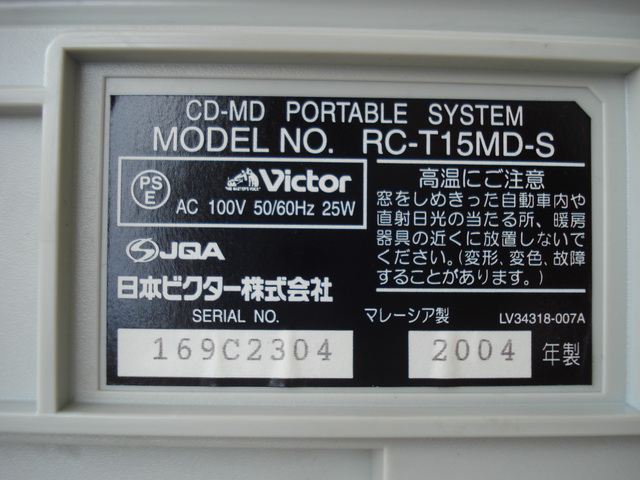 CD-MD PORTABLE SYSTEM
MODEL NO. RC-T15MD-S
PS
E
Victor
AC 100V 50/60Hz 25W
JQA
日本ビクター株式会社
SERIAL NO.
169C2304
高温にご注意
窓をしめきった自動車内や
直射日光の当たる所、暖房
器具の近くに放置しないで
ください。(変形、変色、故障
することがあります。)
マレーシア製
LV34318-007A
2004 年製